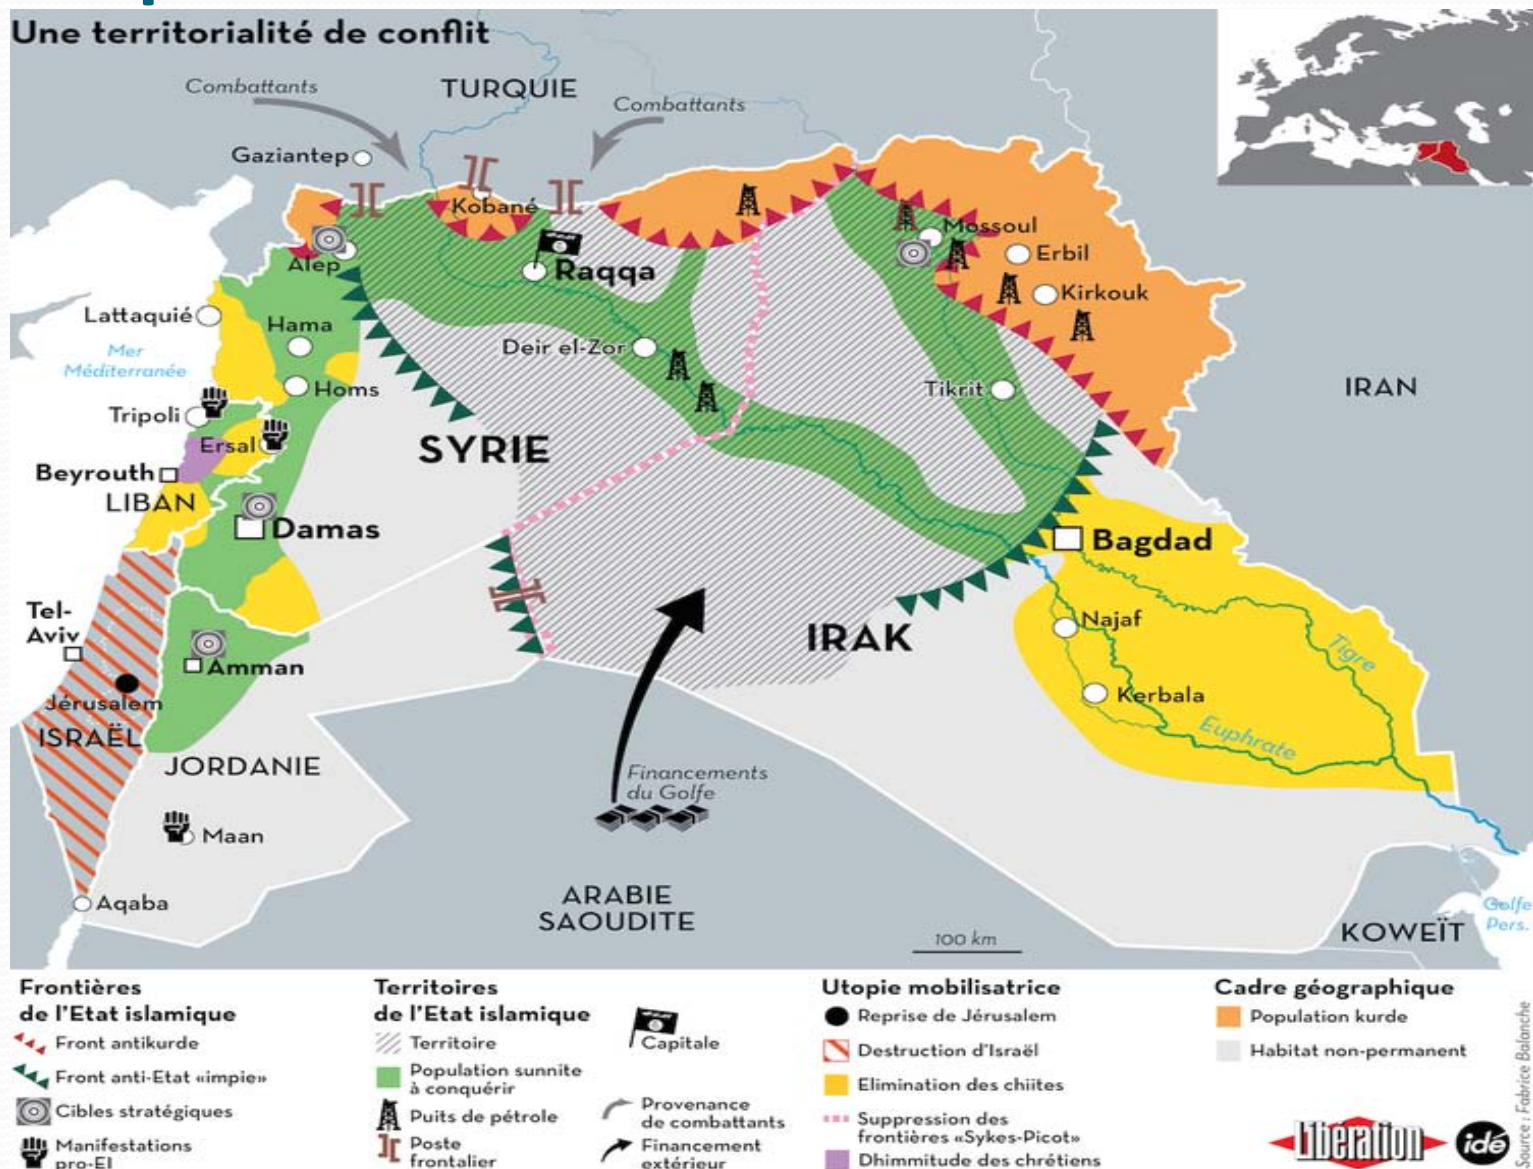 Une territorialité de conflit
Combattants
TURQUIE
Combattants
Gaziantep
Kobané
Mossoul
Alep
Raqqa
Erbil
Kirkouk
Lattaquié
Hama
Deir el-Zor
Mer
Méditerranée
Homs
Tikrit
IRAN
Tripoli
Ersal
SYRIE
Beyrouth
LIBAN
Damas
Bagdad
Tel-
Aviv
IRAK
Najaf
Tigre
Amman
Kerbala
Jérusalem
Euphrate
ISRAËL
JORDANIE
Financements
du Golfe
Maan
ARABIE
SAOUDITE
Aqaba
Golfe
Pers.
KOWEÏT
100 km
Frontières
de l'Etat islamique
Front antikurde
Front anti-Etat «impie»
Cibles stratégiques
Manifestations
pro-EI
Territoires
de l'Etat islamique
Territoire
Population sunnite
à conquérir
Puits de pétrole
Poste
frontalier
Capitale
Provenance
de combattants
Financement
extérieur
Utopie mobilisatrice
Reprise de Jérusalem
Destruction d'Israël
Elimination des chiites
Suppression des
frontières «Sykes-Picot»
Dhimmitude des chrétiens
Cadre géographique
Population kurde
Habitat non-permanent
Libération
idé
Source : Fabrice Balanche